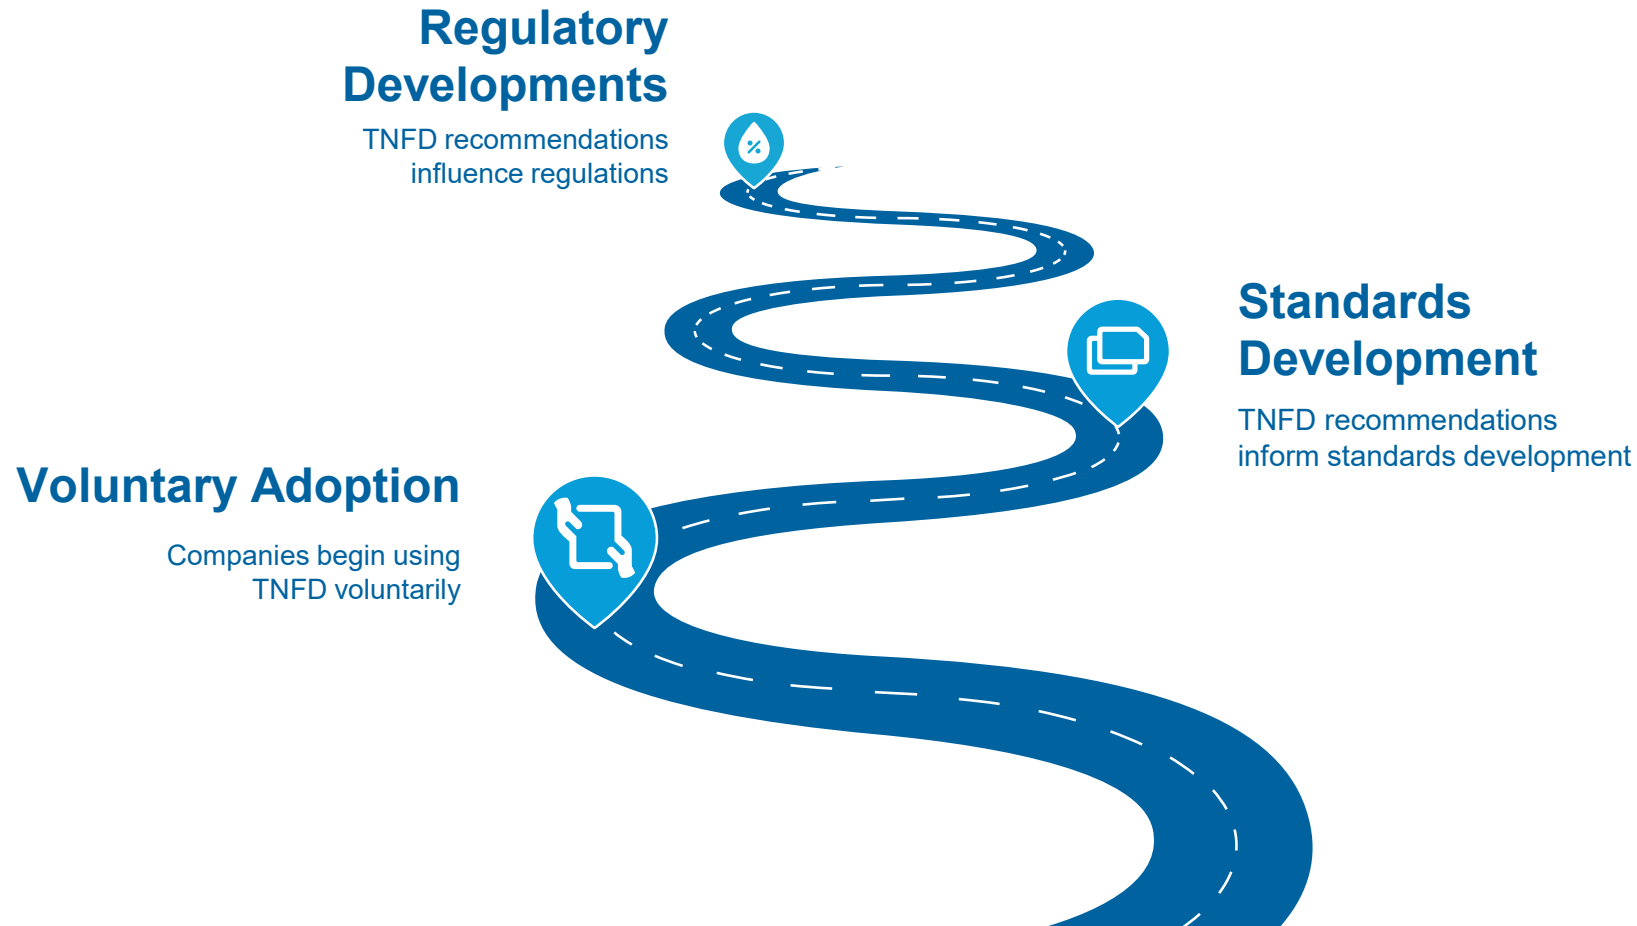 Regulatory
Developments
TNFD recommendations
influence regulations
Standards
Development
TNFD recommendations
inform standards development
Voluntary Adoption
Companies begin using
TNFD voluntarily
%